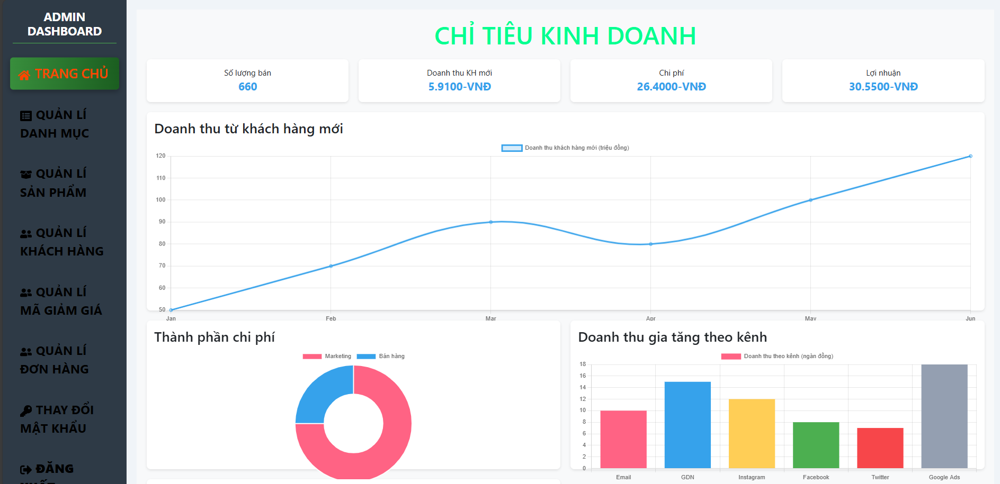 ADMIN
DASHBOARD
TRANG CHỦ
QUẢN LÍ
DANH MỤC
QUẢN LÍ
SẢN PHẨM
QUẢN LÍ
KHÁCH HÀNG
QUẢN LÍ
MÃ GIẢM GIÁ
QUẢN LÍ
ĐƠN HÀNG
THAY ĐỔI
MẬT KHẨU
ĐĂNG
CHỈ TIÊU KINH DOANH
Số lượng bán
660
Doanh thu KH mới
5.9100-VNĐ
Chi phí
26.4000-VNĐ
Lợi nhuận
30.5500-VNĐ
Doanh thu từ khách hàng mới
Doanh thu khách hàng mới (triệu đồng)
120
110
100
90
80
70
60
50
Jan Feb Mar Apr May Jun
Thành phần chi phí
Marketing Bán hàng
Doanh thu gia tăng theo kênh
Doanh thu theo kênh (ngàn đồng)
18
16
14
12
10
8
6
4
2
0
Email GDN Instagram Facebook Twitter Google Ads